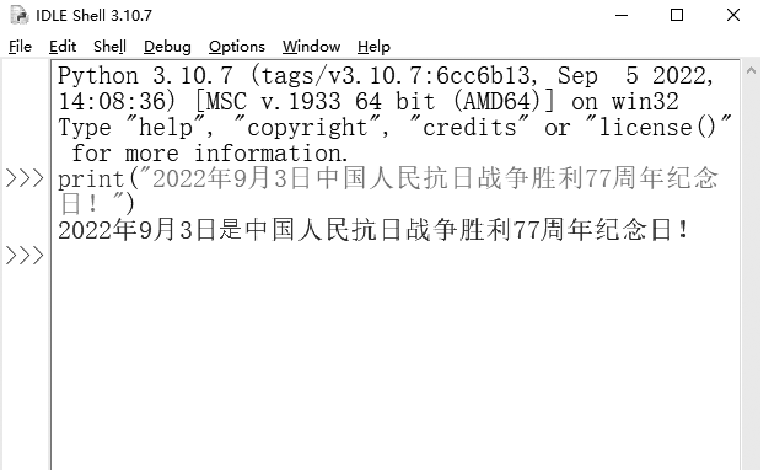 IDLE Shell 3.10.7
File Edit Shell Debug Options Window Help
Python 3.10.7 (tags/v3.10.7:6cc6b13, Sep  5 2022,
14:08:36) [MSC v.1933 64 bit (AMD64)] on win32
Type "help", "copyright", "credits" or "license()"
 for more information.
>>> print("2022年9月3日中国人民抗日战争胜利77周年纪念
日！")
2022年9月3日是中国人民抗日战争胜利77周年纪念日！
>>>